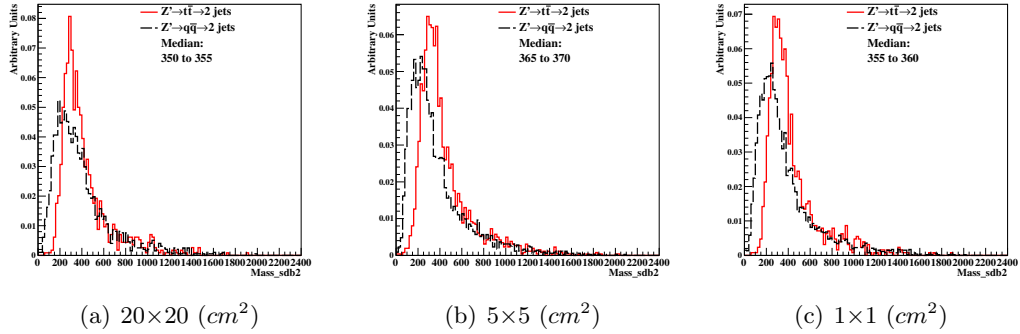 Arbitrary Units
Z'→tt̄→2 jets
Z'→qq̄→2 jets
Median:
350 to 355
0.08
0.07
0.06
0.05
0.04
0.03
0.02
0.01
0
0 200 400 600 800 1000 1200 1400 1600 1800 2000 2200 2400
Mass_sdb2
(a) 20×20 (cm²)
Arbitrary Units
Z'→tt̄→2 jets
Z'→qq̄→2 jets
Median:
365 to 370
0.06
0.05
0.04
0.03
0.02
0.01
0
0 200 400 600 800 1000 1200 1400 1600 1800 2000 2200 2400
Mass_sdb2
(b) 5×5 (cm²)
Arbitrary Units
Z'→tt̄→2 jets
Z'→qq̄→2 jets
Median:
355 to 360
0.07
0.06
0.05
0.04
0.03
0.02
0.01
0
0 200 400 600 800 1000 1200 1400 1600 1800 2000 2200 2400
Mass_sdb2
(c) 1×1 (cm²)